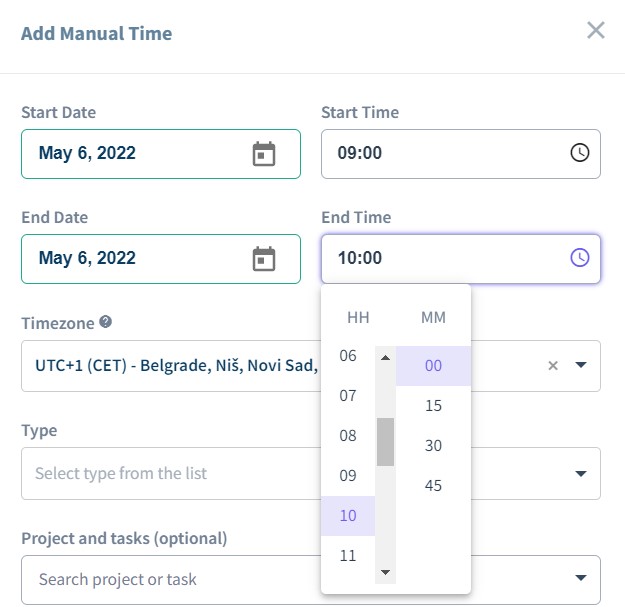 Add Manual Time
Start Date
Start Time
May 6, 2022
09:00
End Date
End Time
May 6, 2022
10:00
Timezone
UTC+1 (CET) - Belgrade, Niš, Novi Sad,
HH
MM
06
07
08
09
10
11
00
15
30
45
Type
Select type from the list
Project and tasks (optional)
Search project or task